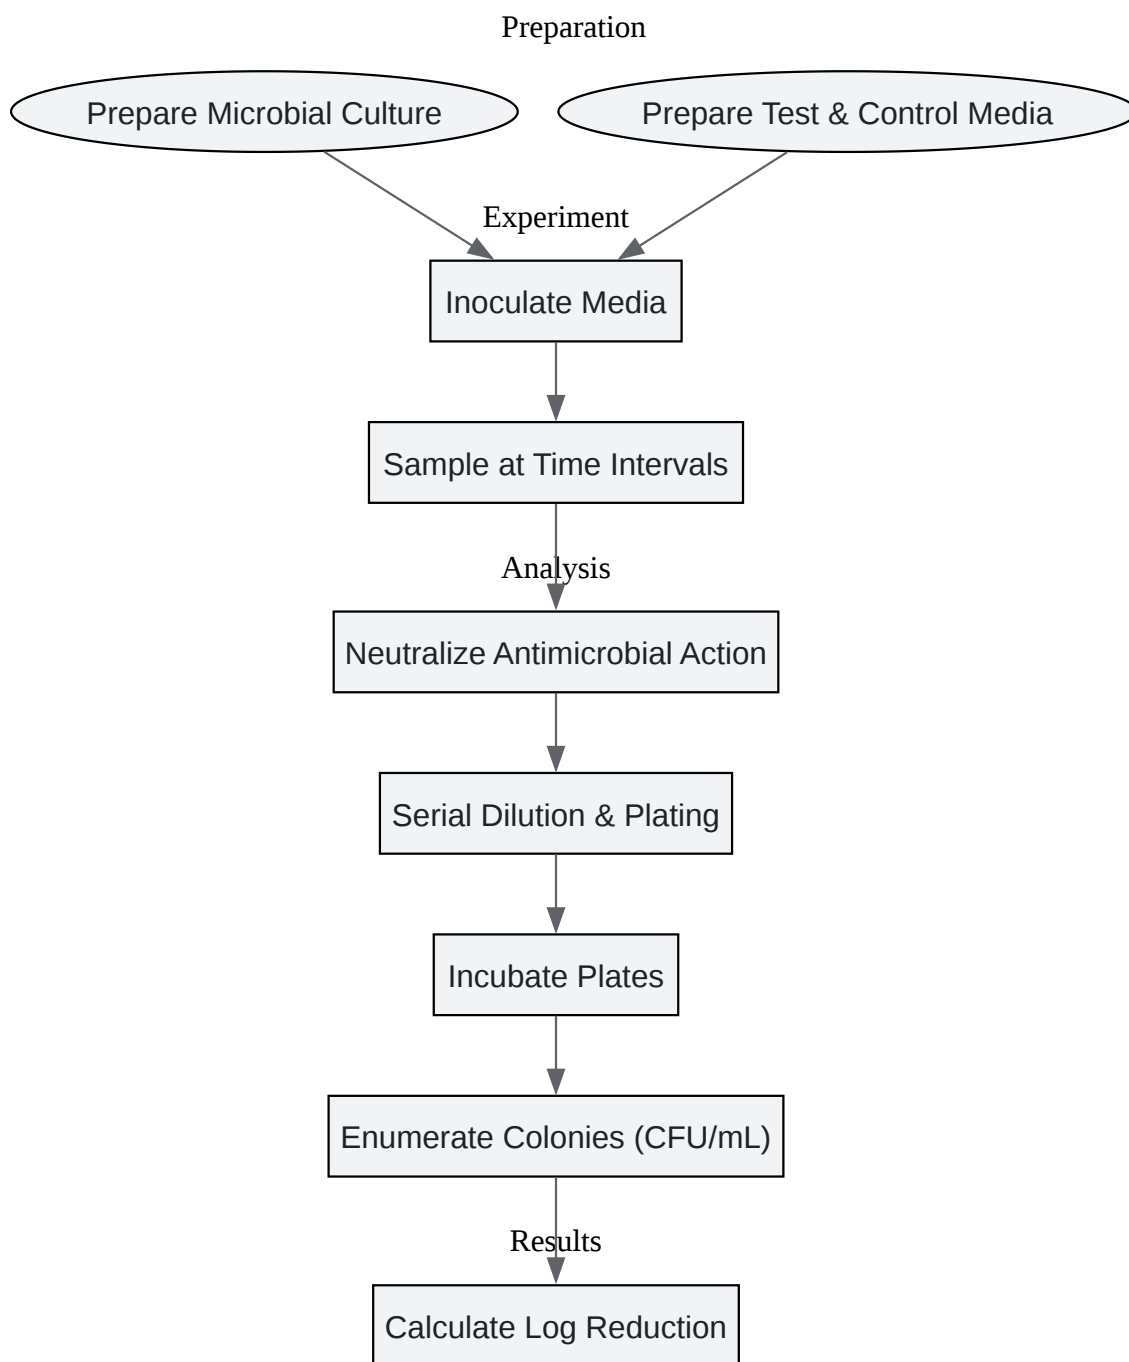 Preparation
Prepare Microbial Culture
Prepare Test & Control Media
Experiment
Inoculate Media
Sample at Time Intervals
Analysis
Neutralize Antimicrobial Action
Serial Dilution & Plating
Incubate Plates
Enumerate Colonies (CFU/mL)
Results
Calculate Log Reduction